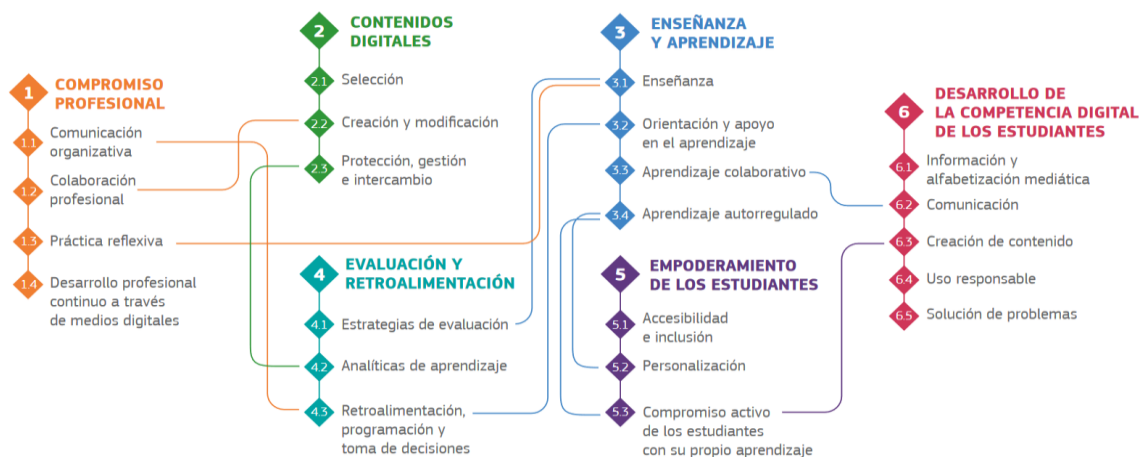 1 COMPROMISO
PROFESIONAL
1.1 Comunicación
organizativa
1.2 Colaboración
profesional
1.3 Práctica reflexiva
1.4 Desarrollo profesional
continuo a través
de medios digitales
2 CONTENIDOS
DIGITALES
2.1 Selección
2.2 Creación y modificación
2.3 Protección, gestión
e intercambio
3 ENSEÑANZA
Y APRENDIZAJE
3.1 Enseñanza
3.2 Orientación y apoyo
en el aprendizaje
3.3 Aprendizaje colaborativo
3.4 Aprendizaje autorregulado
4 EVALUACIÓN Y
RETROALIMENTACIÓN
4.1 Estrategias de evaluación
4.2 Analíticas de aprendizaje
4.3 Retroalimentación,
programación y
toma de decisiones
5 EMPODERAMIENTO
DE LOS ESTUDIANTES
5.1 Accesibilidad
e inclusión
5.2 Personalización
5.3 Compromiso activo
de los estudiantes
con su propio aprendizaje
6 DESARROLLO DE
LA COMPETENCIA DIGITAL
DE LOS ESTUDIANTES
6.1 Información y
alfabetización mediática
6.2 Comunicación
6.3 Creación de contenido
6.4 Uso responsable
6.5 Solución de problemas